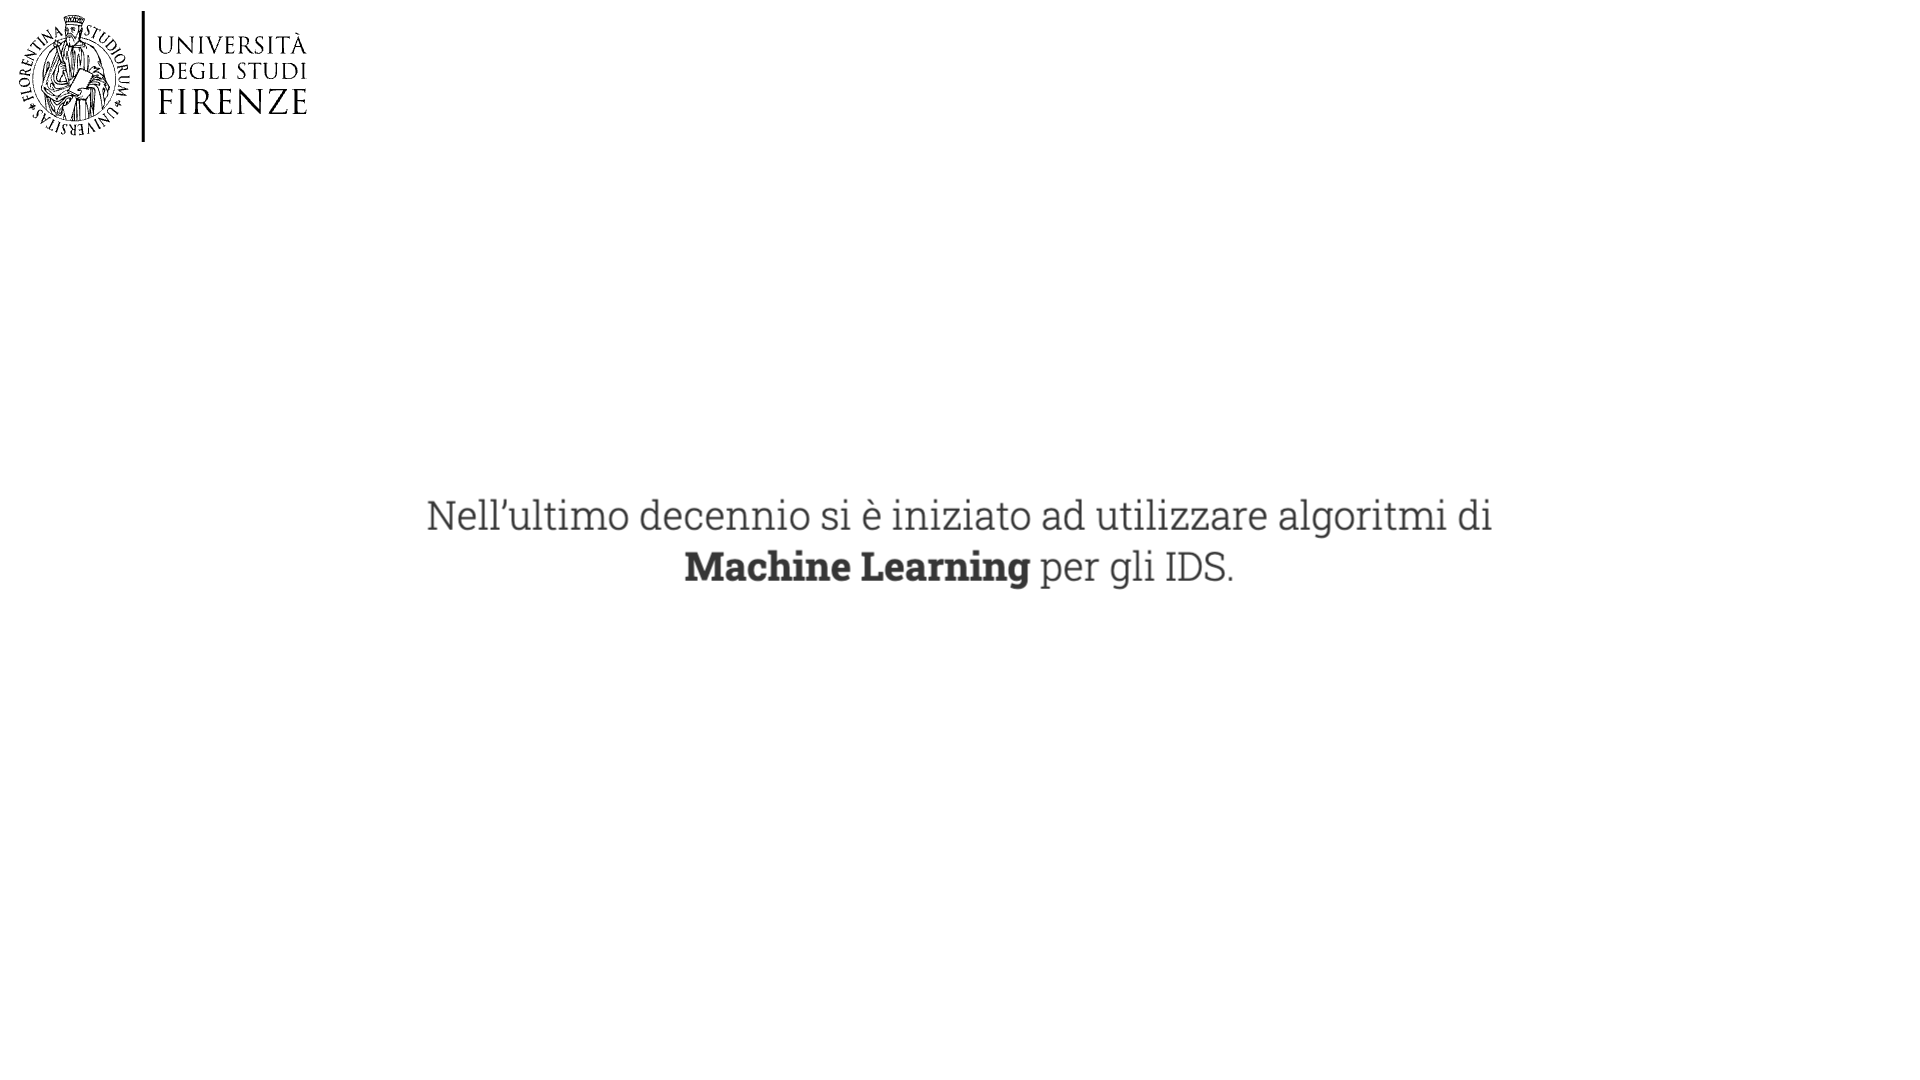 FLORENTINA STUDIORUM UNIVERSITAS
UNIVERSITÀ
DEGLI STUDI
FIRENZE
Nell’ultimo decennio si è iniziato ad utilizzare algoritmi di
Machine Learning per gli IDS.